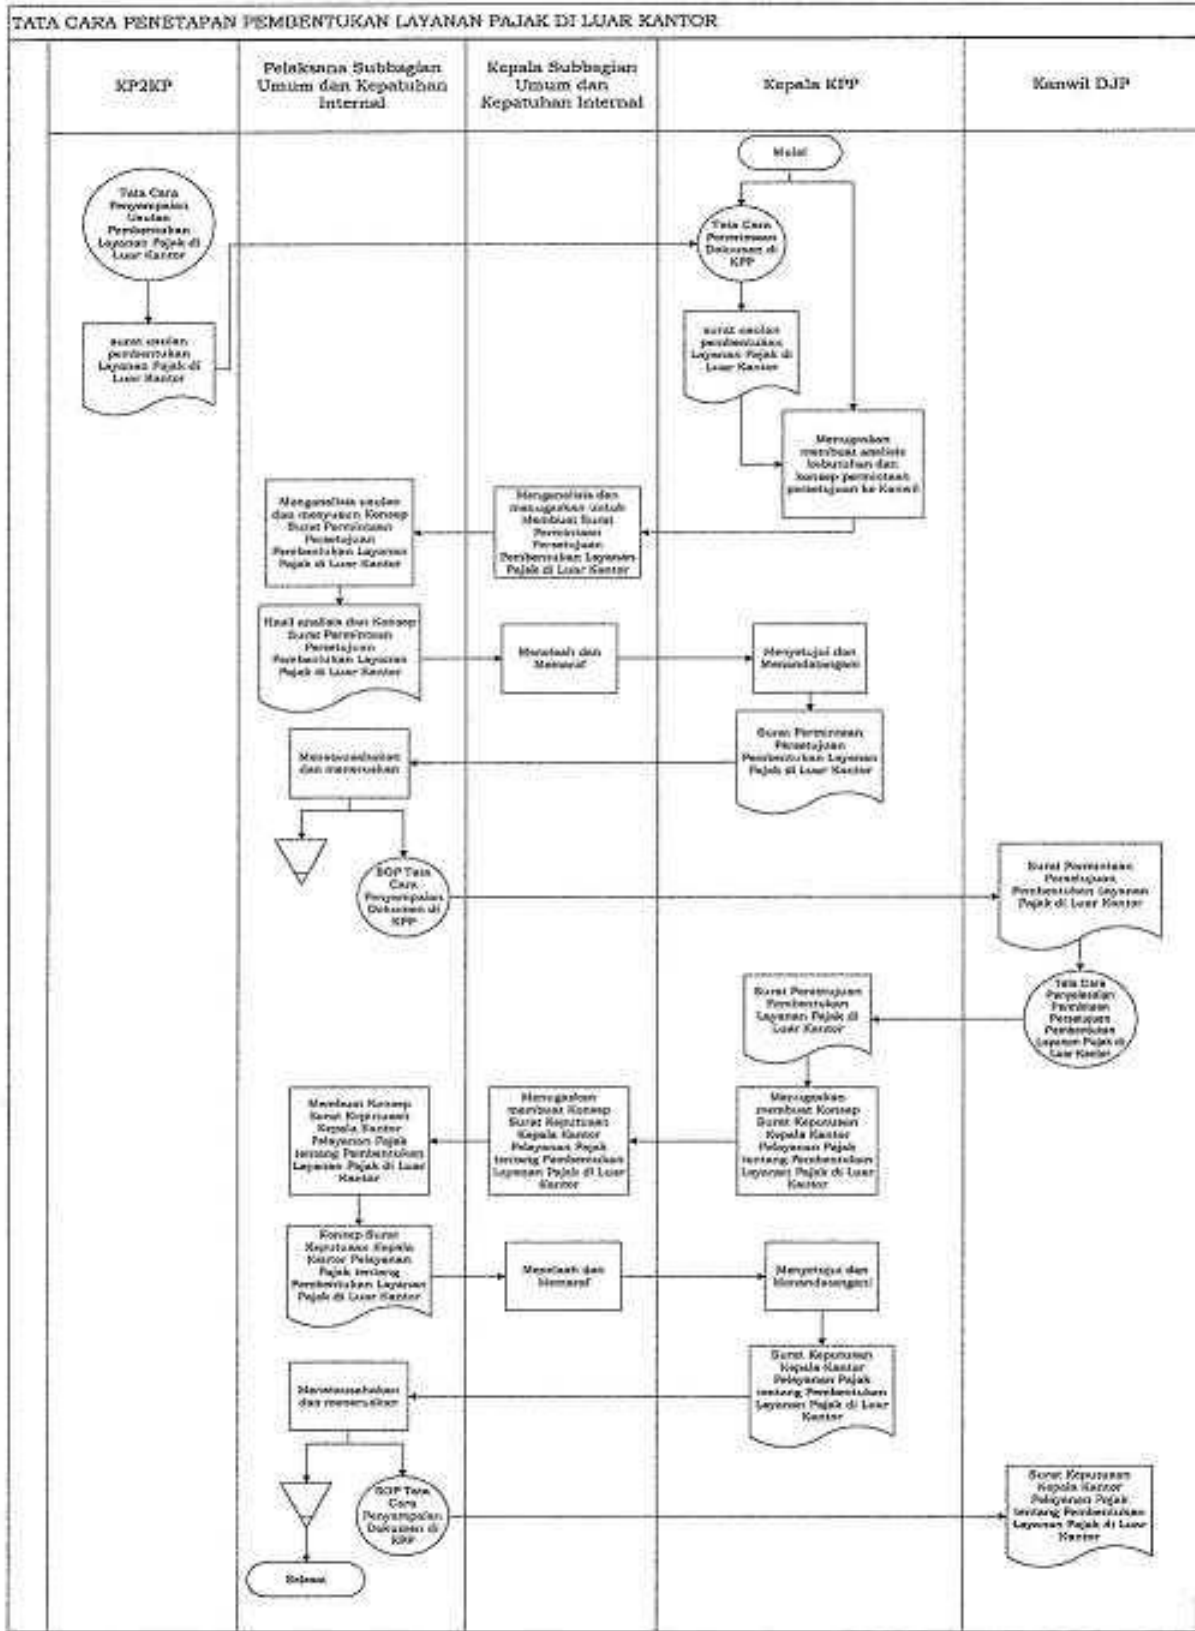 TATA CARA PENETAPAN PEMBENTUKAN LAYANAN PAJAK DI LUAR KANTOR
KP2KP
Pelaksana Subbagian
Umum dan Kepatuhan
Internal
Kepala Subbagian
Umum dan
Kepatuhan Internal
Kepala KPP
Kanwil DJP
Mulai
Tata Cara
Penyampaian
Usulan
Pembentukan
Layanan Pajak di
Luar Kantor
Tata Cara
Penerimaan
Dokumen di
KPP
surat usulan
pembentukan
Layanan Pajak di
Luar Kantor
surat usulan
pembentukan
Layanan Pajak di
Luar Kantor
Menugaskan
membuat analisis
kebutuhan dan
konsep permintaan
persetujuan ke Kanwil
Menganalisis dan
menugaskan untuk
Membuat Surat
Permintaan
Persetujuan
Pembentukan Layanan
Pajak di Luar Kantor
Menganalisis usulan
dan menyusun Konsep
Surat Permintaan
Persetujuan
Pembentukan Layanan
Pajak di Luar Kantor
Hasil analisis dan Konsep
Surat Permintaan
Persetujuan
Pembentukan Layanan
Pajak di Luar Kantor
Menelaah dan
Memaraf
Menyetujui dan
Menandatangani
Surat Permintaan
Persetujuan
Pembentukan Layanan
Pajak di Luar Kantor
Menatausahakan
dan meneruskan
SOP Tata
Cara
Penyampaian
Dokumen di
KPP
Surat Permintaan
Persetujuan
Pembentukan Layanan
Pajak di Luar Kantor
Tata Cara
Penyelesaian
Permintaan
Persetujuan
Pembentukan
Layanan Pajak di
Luar Kantor
Surat Persetujuan
Pembentukan
Layanan Pajak di
Luar Kantor
Menugaskan
membuat Konsep
Surat Keputusan
Kepala Kantor
Pelayanan Pajak
tentang Pembentukan
Layanan Pajak di Luar
Kantor
Menugaskan
membuat Konsep
Surat Keputusan
Kepala Kantor
Pelayanan Pajak
tentang Pembentukan
Layanan Pajak di Luar
Kantor
Membuat Konsep
Surat Keputusan
Kepala Kantor
Pelayanan Pajak
tentang Pembentukan
Layanan Pajak di Luar
Kantor
Konsep Surat
Keputusan Kepala
Kantor Pelayanan
Pajak tentang
Pembentukan Layanan
Pajak di Luar Kantor
Menelaah dan
Memaraf
Menyetujui dan
Menandatangani
Surat Keputusan
Kepala Kantor
Pelayanan Pajak
tentang Pembentukan
Layanan Pajak di Luar
Kantor
Menatausahakan
dan meneruskan
SOP Tata
Cara
Penyampaian
Dokumen di
KPP
Surat Keputusan
Kepala Kantor
Pelayanan Pajak
tentang Pembentukan
Layanan Pajak di Luar
Kantor
Selesai